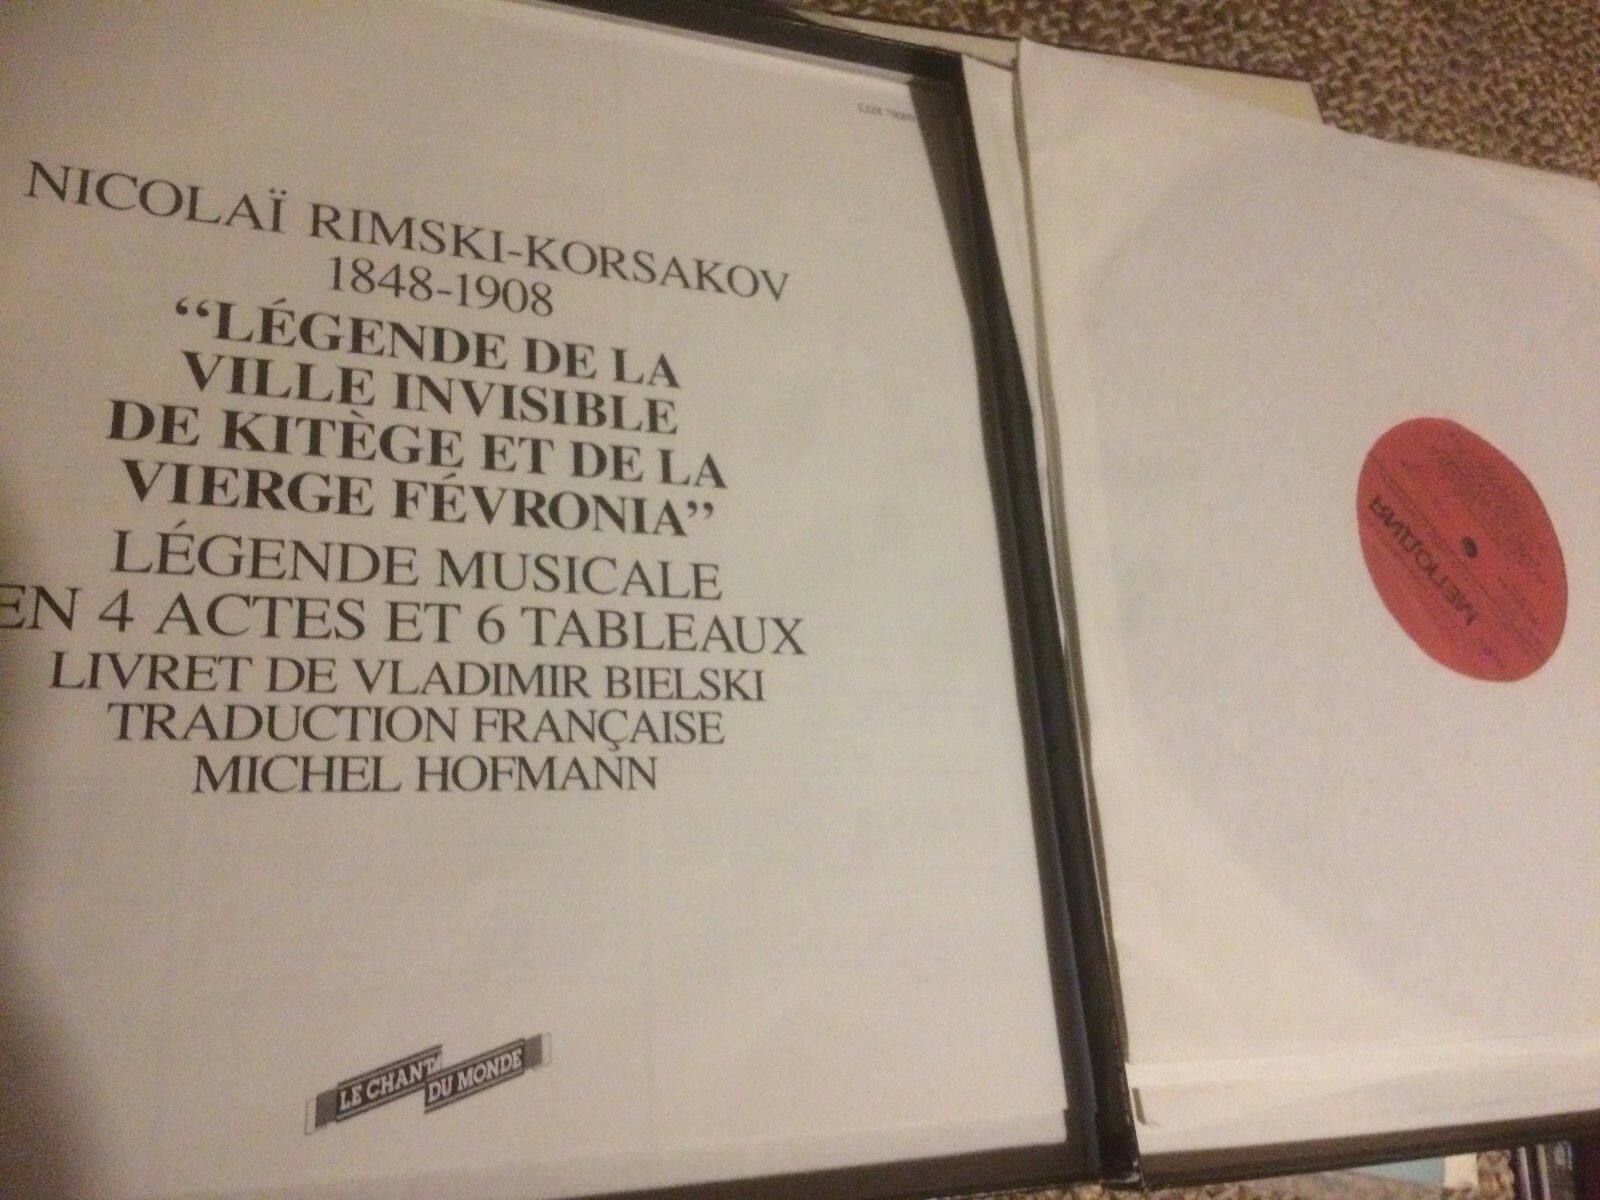 NICOLAÏ RIMSKI-KORSAKOV
1848-1908
“LÉGENDE DE LA
VILLE INVISIBLE
DE KITÈGE ET DE LA
VIERGE FÉVRONIA”
LÉGENDE MUSICALE
EN 4 ACTES ET 6 TABLEAUX
LIVRET DE VLADIMIR BIELSKI
TRADUCTION FRANÇAISE
MICHEL HOFMANN
LE CHANT
DU MONDE
МЕЛОДИЯ